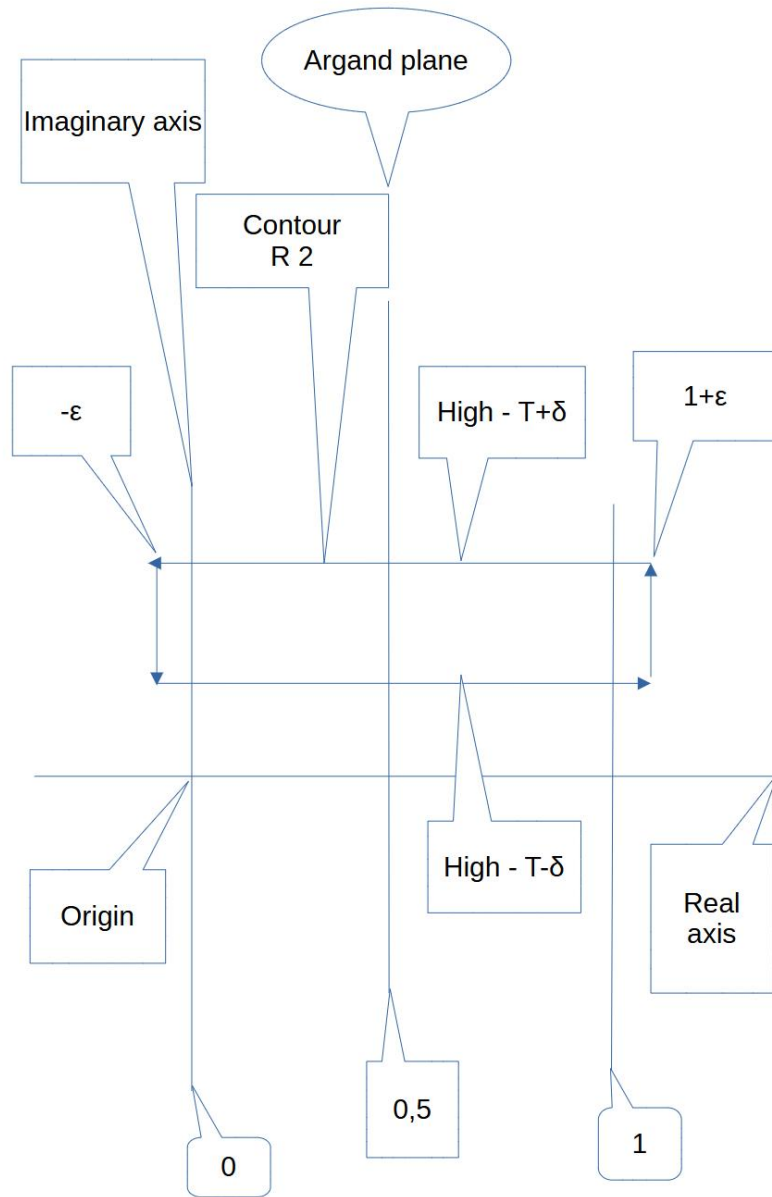 Argand plane
Imaginary axis
Contour
R 2
-ε
High - T+δ
1+ε
Origin
High - T-δ
Real
axis
0
0,5
1